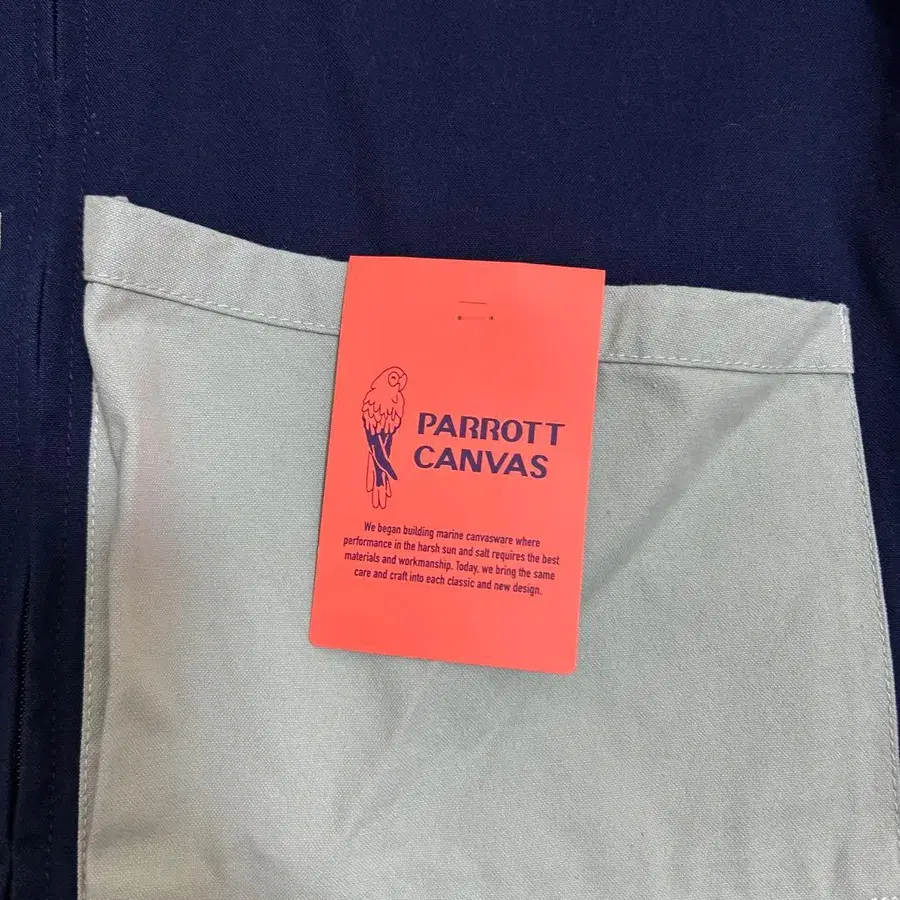 PARROTT
CANVAS
We began building marine canvasware where
performance in the harsh sun and salt requires the best
materials and workmanship. Today, we bring the same
care and craft into each classic and new design.